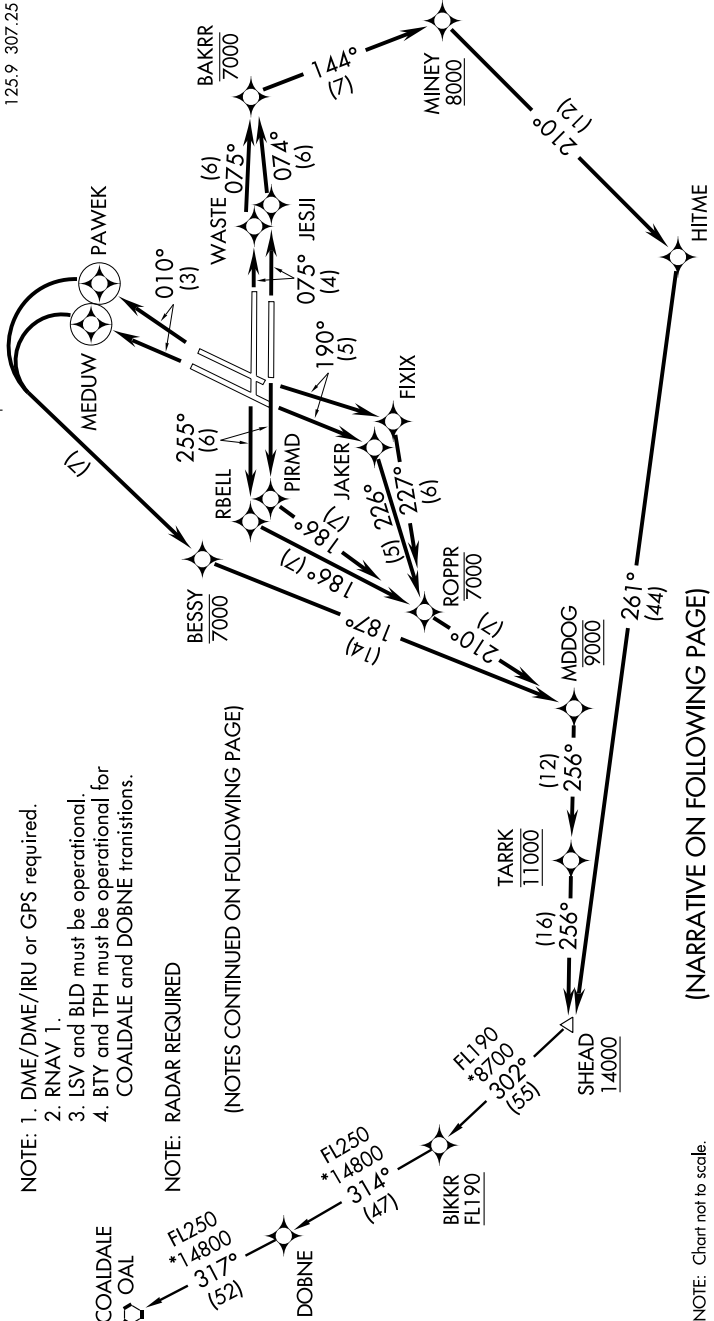 125.9 307.25
NOTE: 1. DME/DME/IRU or GPS required.
2. RNAV 1.
3. LSV and BLD must be operational.
4. BTY and TPH must be operational for
COALDALE and DOBNE tranistions.
NOTE: RADAR REQUIRED
(NOTES CONTINUED ON FOLLOWING PAGE)
COALDALE
OAL
FL250
*14800
317°
(52)
DOBNE
FL250
*14800
314°
(47)
BIKKR
FL190
FL190
*8700
302°
(55)
SHEAD
14000
(16)
256°
TARRK
11000
(12)
256°
MDDOG
9000
BESSY
7000
(7)
187°
(14)
MEDUW
PAWEK
010°
(3)
RBELL
PIRMD
255°
(6)
186°
(7)
186° (7)
ROPPR
7000
210°
(7)
JAKER
FIXIX
190°
(5)
(5) 226°
227°
(6)
WASTE
JESJI
075°
(4)
(6)
075°
074°
(6)
BAKRR
7000
144°
(7)
MINEY
8000
210°
(12)
HITME
261°
(44)
(NARRATIVE ON FOLLOWING PAGE)
NOTE: Chart not to scale.